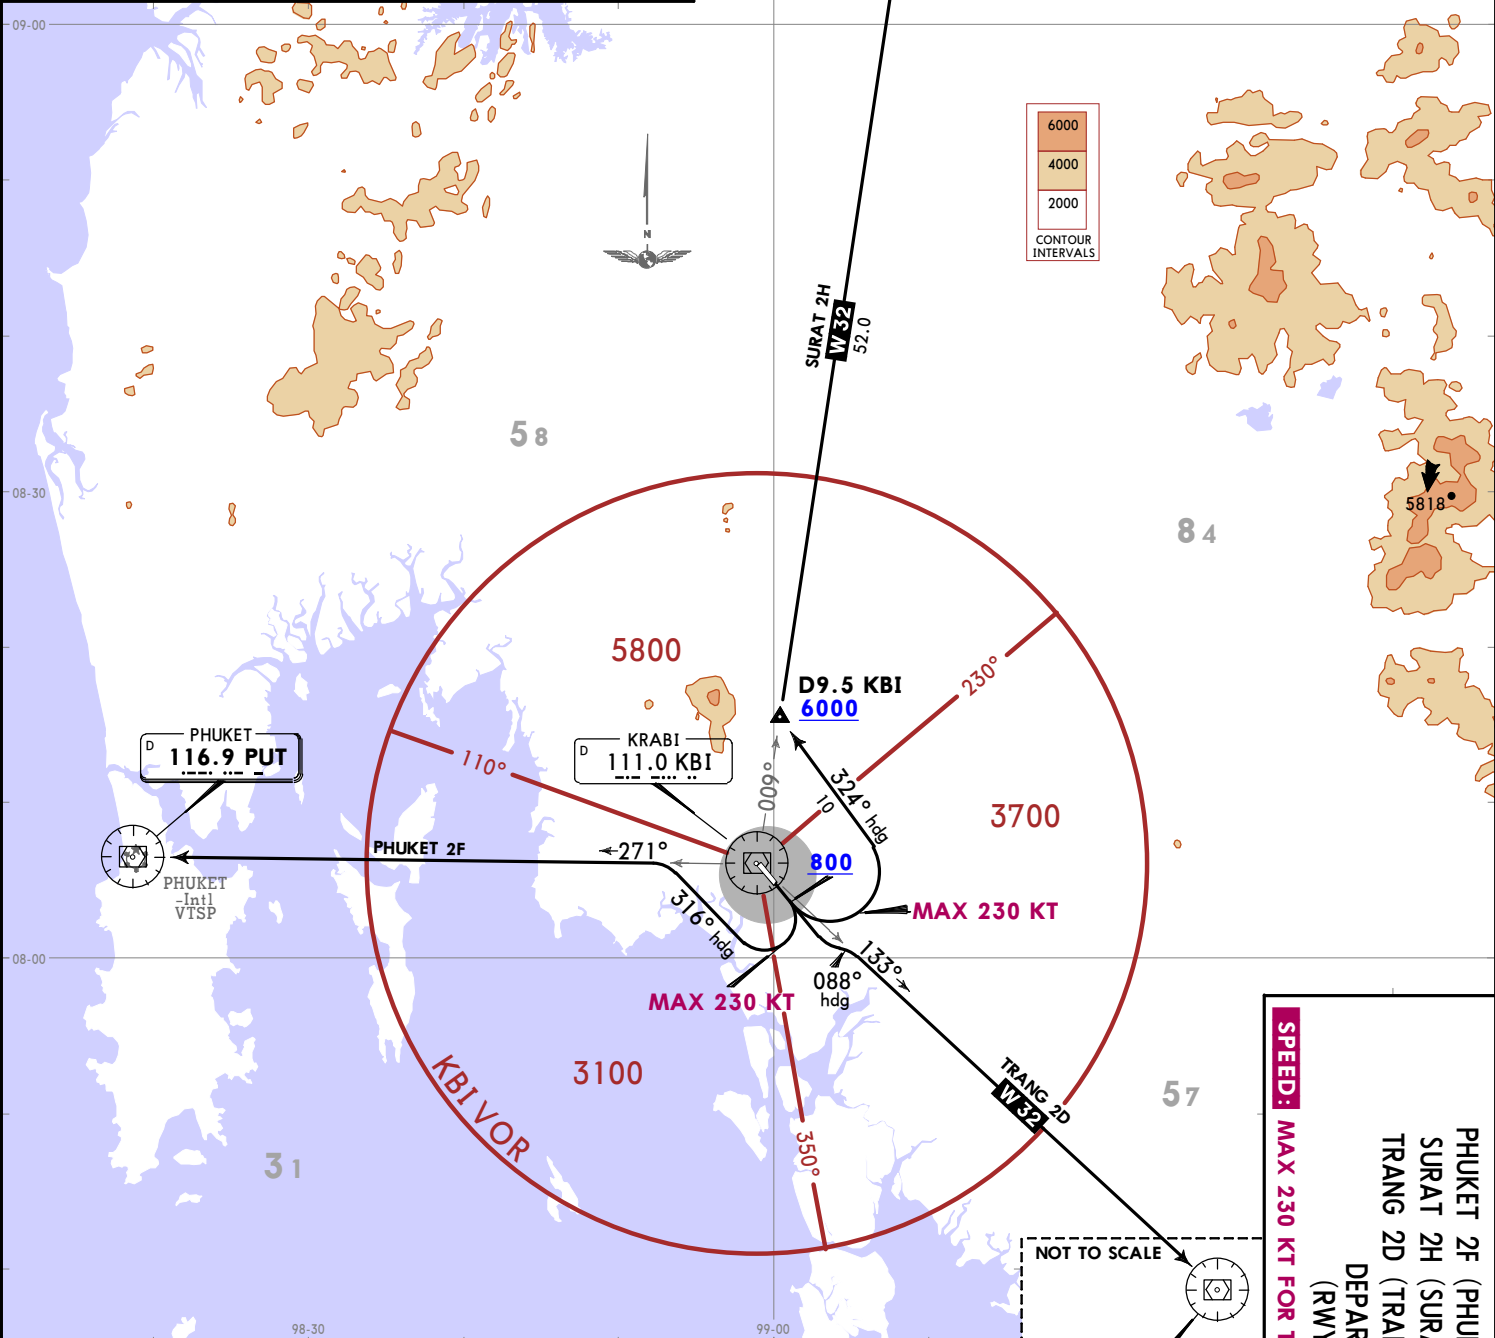 09-00
N
6000
4000
2000
CONTOUR
INTERVALS
SURAT 2H
W 32
52.0
58
08-30
84
5818
5800
230°
D9.5 KBI
6000
PHUKET
D 116.9 PUT
KRABI
D 111.0 KBI
110°
009°
324° hdg
10
3700
PHUKET 2F
271°
800
PHUKET
-Intl
VTSP
316° hdg
MAX 230 KT
133°
088°
hdg
08-00
MAX 230 KT
3100
KBI VOR
TRANG 2D
W 32
57
350°
31
NOT TO SCALE
98-30
99-00
PHUKET 2F (PHU
SURAT 2H (SURA
TRANG 2D (TRA
DEPAR
(RW
SPEED: MAX 230 KT FOR T